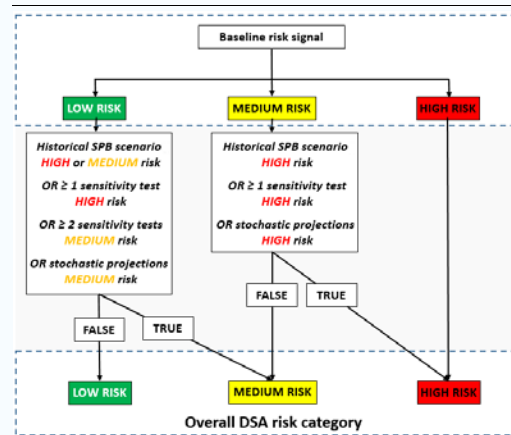 Baseline risk signal
LOW RISK
MEDIUM RISK
HIGH RISK
Historical SPB scenario
HIGH or MEDIUM risk
OR ≥ 1 sensitivity test
HIGH risk
OR ≥ 2 sensitivity tests
MEDIUM risk
OR stochastic projections
MEDIUM risk
Historical SPB scenario
HIGH risk
OR ≥ 1 sensitivity test
HIGH risk
OR stochastic projections
HIGH risk
FALSE
TRUE
FALSE
TRUE
LOW RISK
MEDIUM RISK
HIGH RISK
Overall DSA risk category